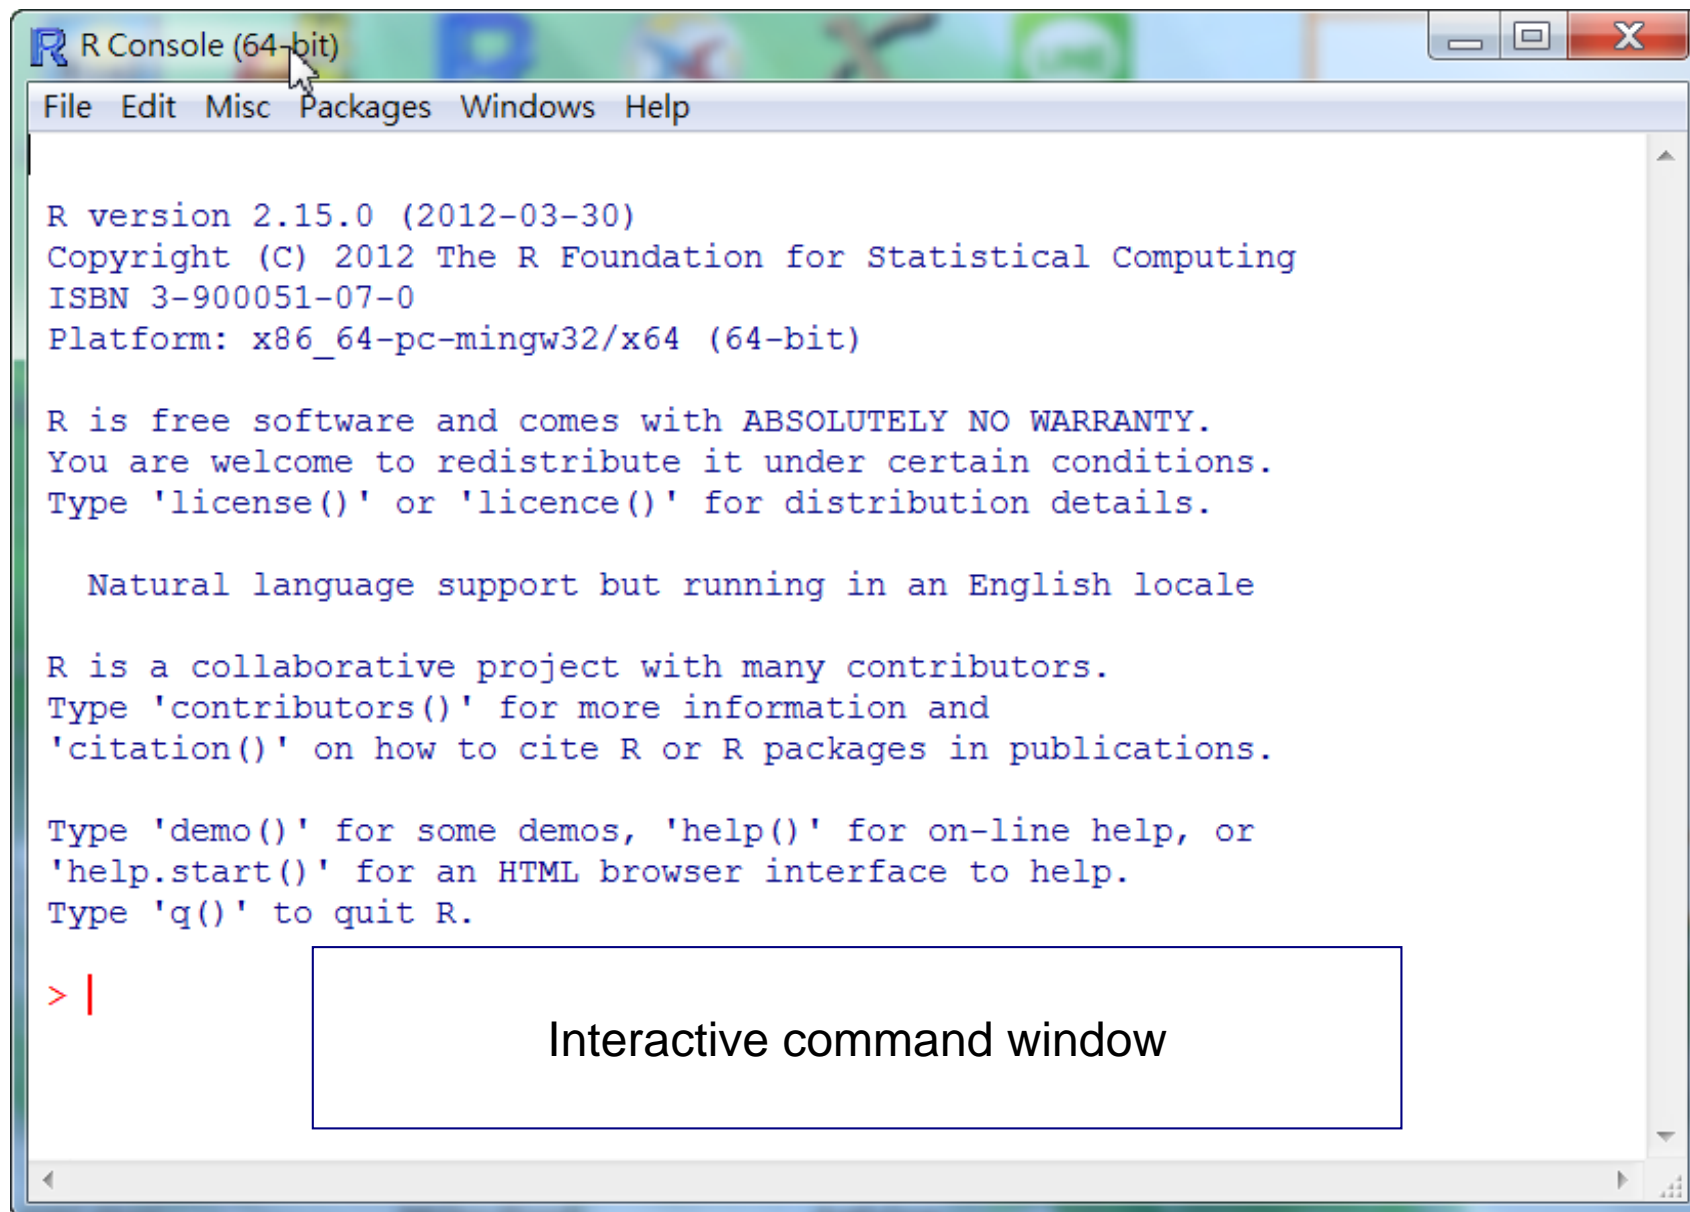 R Console (64-bit)
File Edit Misc Packages Windows Help
R version 2.15.0 (2012-03-30)
Copyright (C) 2012 The R Foundation for Statistical Computing
ISBN 3-900051-07-0
Platform: x86_64-pc-mingw32/x64 (64-bit)
R is free software and comes with ABSOLUTELY NO WARRANTY.
You are welcome to redistribute it under certain conditions.
Type 'license()' or 'licence()' for distribution details.
Natural language support but running in an English locale
R is a collaborative project with many contributors.
Type 'contributors()' for more information and
'citation()' on how to cite R or R packages in publications.
Type 'demo()' for some demos, 'help()' for on-line help, or
'help.start()' for an HTML browser interface to help.
Type 'q()' to quit R.
>
Interactive command window